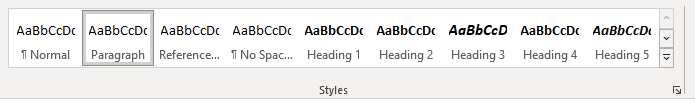 AaBbCcDc AaBbCcDc AaBbCcDc AaBbCcDc AaBbCcDc AaBbCcDc AaBbCcD AaBbCcDc AaBbCcDc
¶ Normal Paragraph Reference... ¶ No Spac... Heading 1 Heading 2 Heading 3 Heading 4 Heading 5
Styles